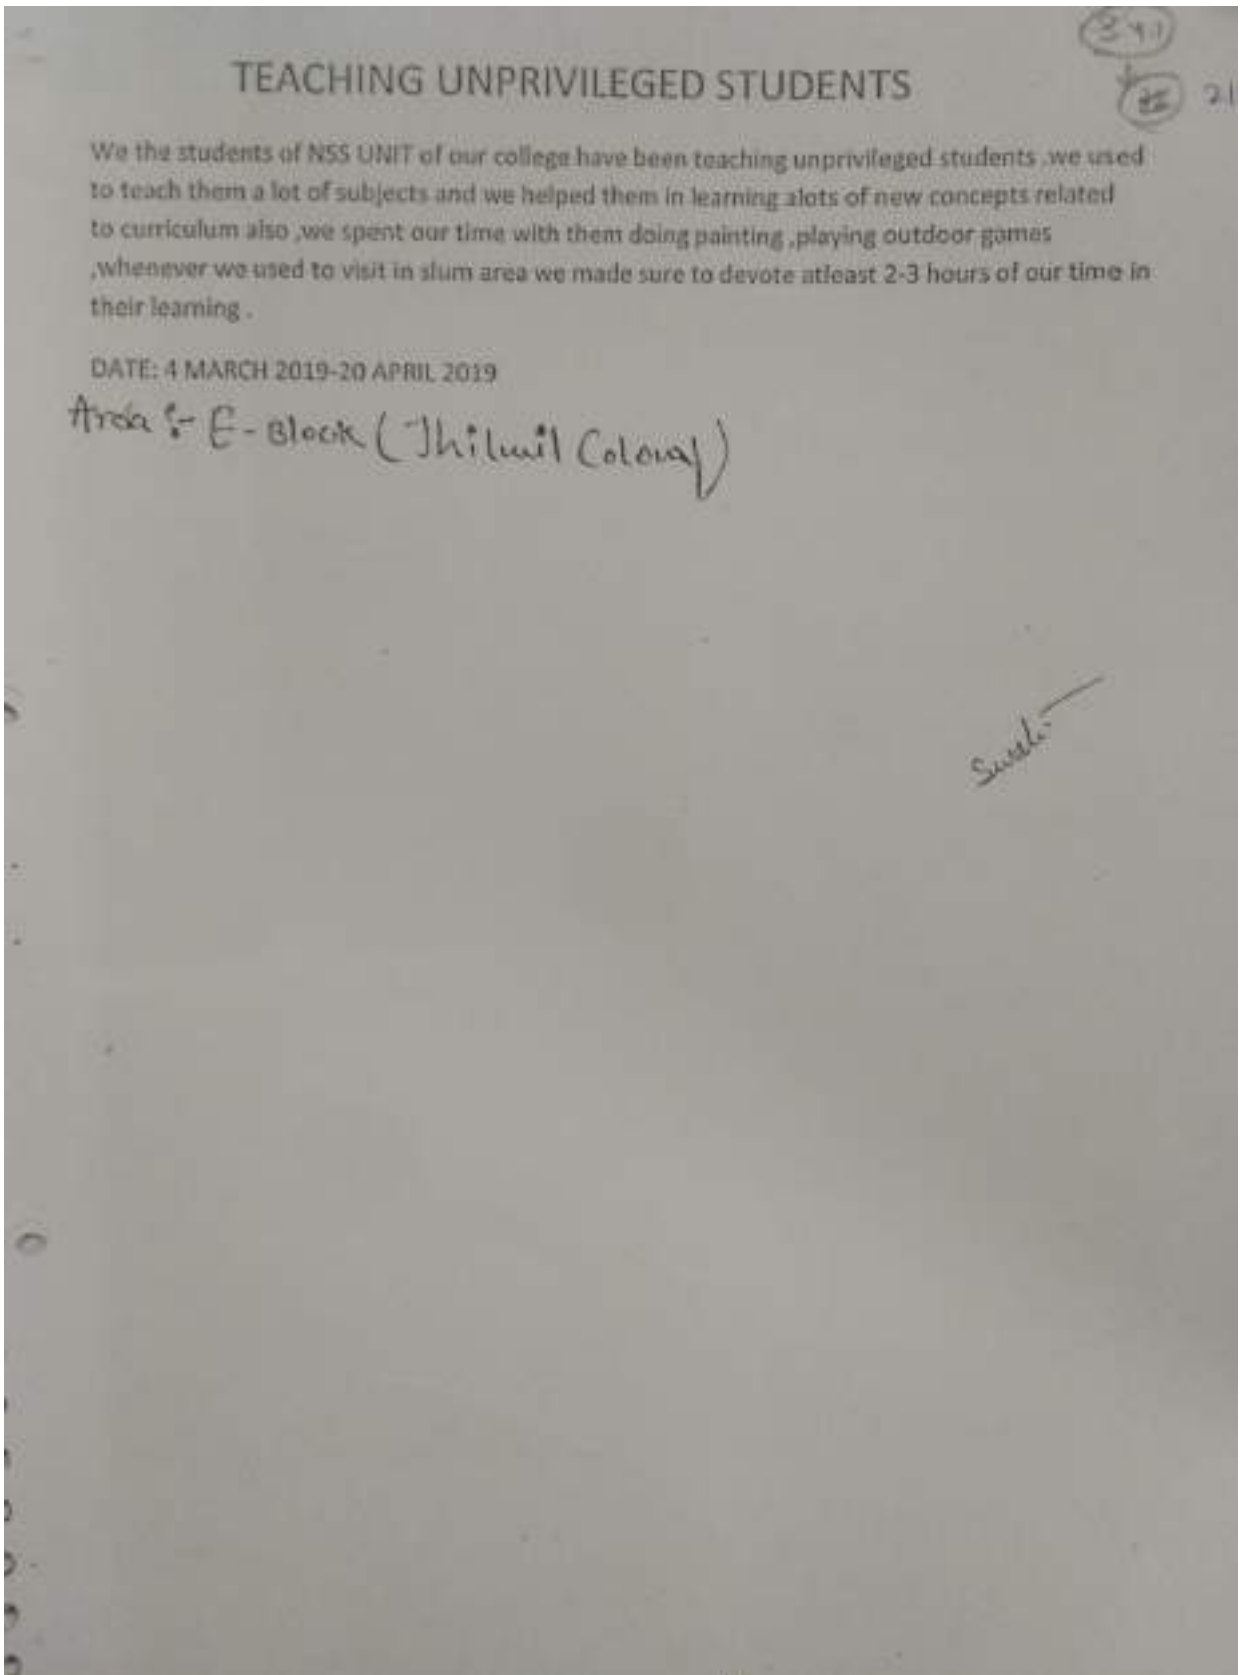 TEACHING UNPRIVILEGED STUDENTS
21
We the students of NSS UNIT of our college have been teaching unprivileged students ,we used
to teach them a lot of subjects and we helped them in learning alots of new concepts related
to curriculum also ,we spent our time with them doing painting ,playing outdoor games
,whenever we used to visit in slum area we made sure to devote atleast 2-3 hours of our time in
their learning .
DATE: 4 MARCH 2019-20 APRIL 2019
Area :- E-Block (Jhilmil Colony)